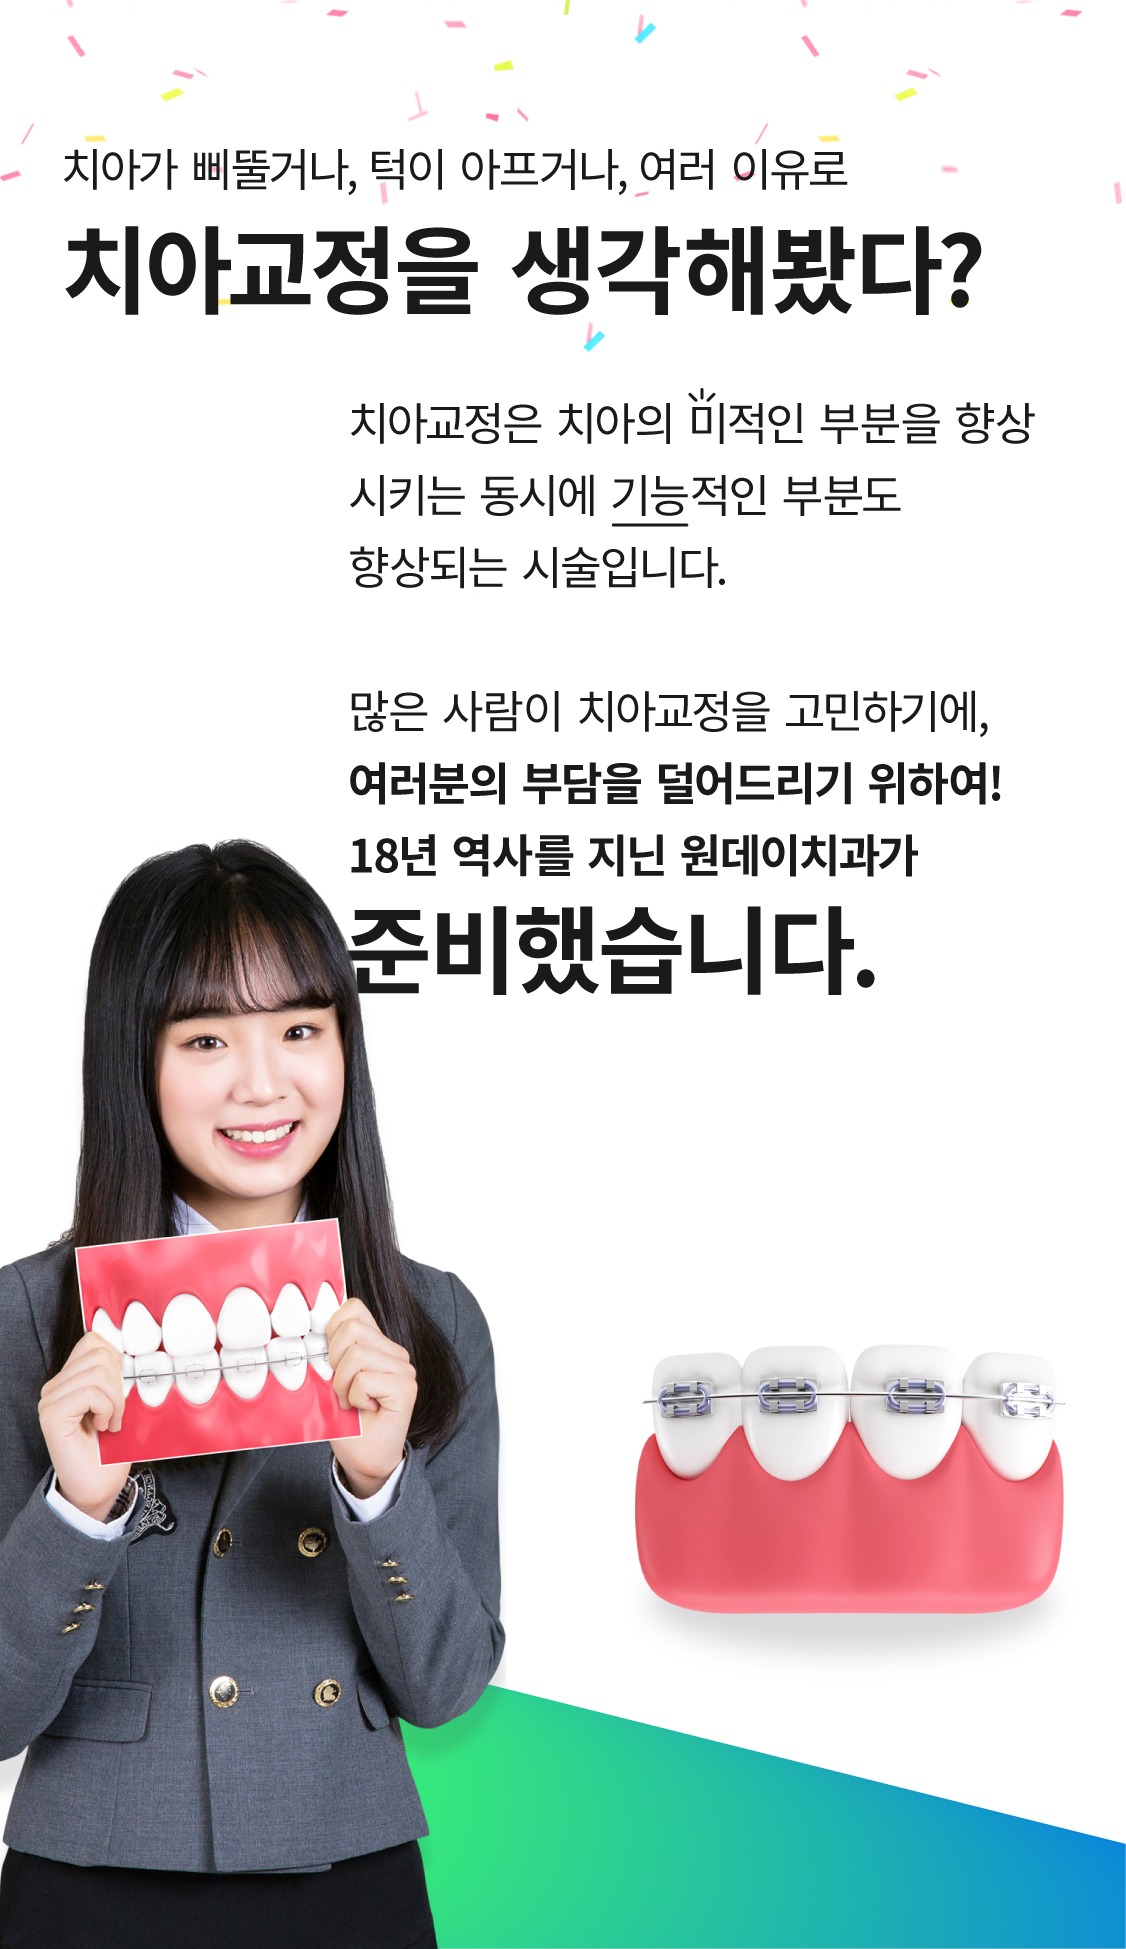 치아가 삐뚤거나, 턱이 아프거나, 여러 이유로
치아교정을 생각해봤다?
치아교정은 치아의 미적인 부분을 향상
시키는 동시에 기능적인 부분도
향상되는 시술입니다.
많은 사람이 치아교정을 고민하기에,
여러분의 부담을 덜어드리기 위하여!
18년 역사를 지닌 원데이치과가
준비했습니다.